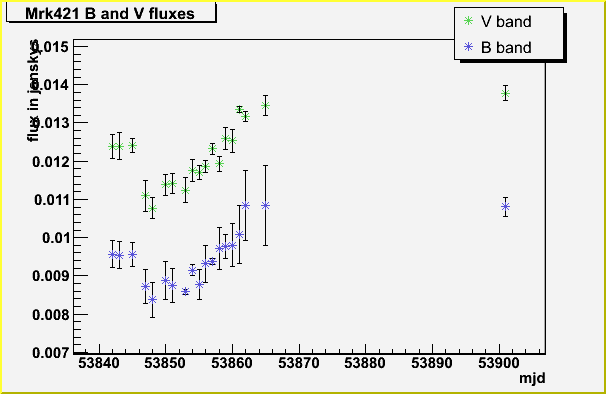 Mrk421 B and V fluxes
V band
B band
flux in janskys
0.015
0.014
0.013
0.012
0.011
0.01
0.009
0.008
0.007
53840 53850 53860 53870 53880 53890 53900
mjd